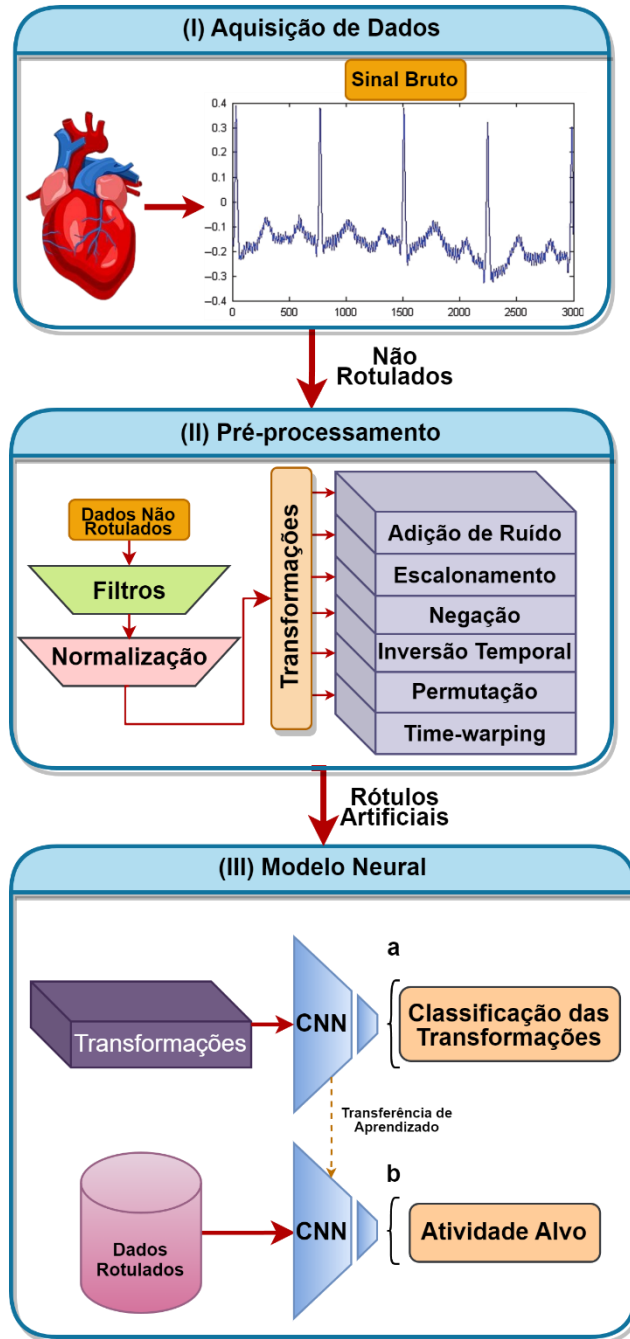 (I) Aquisição de Dados
Sinal Bruto
0.4
0.3
0.2
0.1
0
−0.1
−0.2
−0.3
−0.4
0
500
1000
1500
2000
2500
3000
Não
Rotulados
(II) Pré-processamento
Dados Não
Rotulados
Filtros
Normalização
Transformações
Adição de Ruído
Escalonamento
Negação
Inversão Temporal
Permutação
Time-warping
Rótulos
Artificiais
(III) Modelo Neural
Transformações
CNN
a
Classificação das
Transformações
Transferência de
Aprendizado
Dados
Rotulados
CNN
b
Atividade Alvo